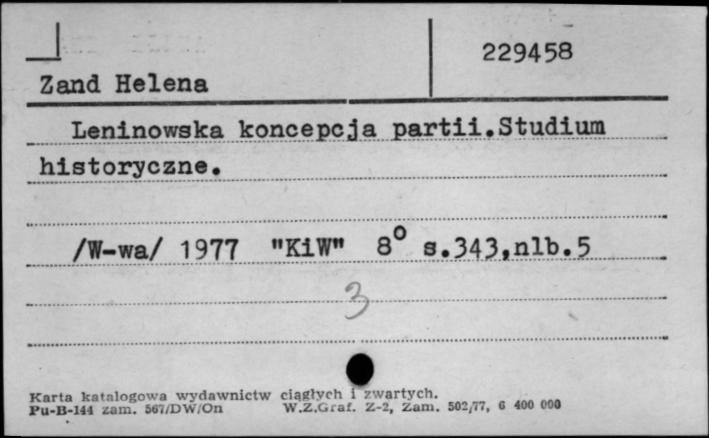 229458
Zand Helena
Leninowska koncepcja partii.Studium
historyczne.
/W-wa/ 1977 "KiW" 8° s.343,nlb.5
3
Karta katalogowa wydawnictw ciągłych i zwartych.
Pu-B-144 zam. 567/DW/On W.Z.Graf. Z-2, Zam. 502/77, 6 400 000